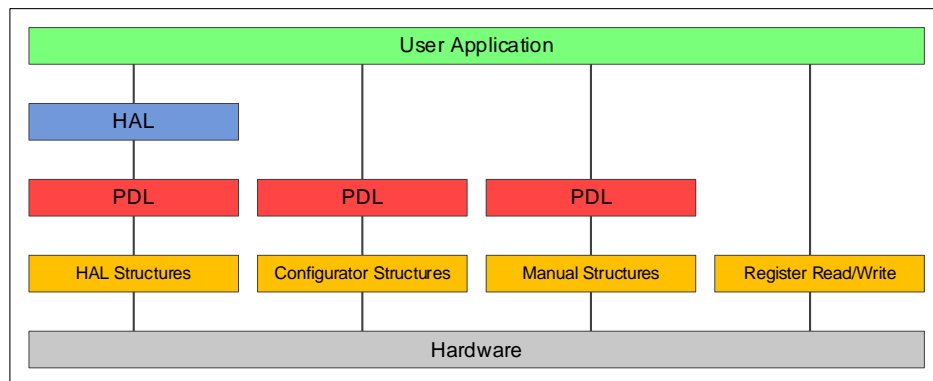 User Application
HAL
PDL
PDL
PDL
HAL Structures
Configurator Structures
Manual Structures
Register Read/Write
Hardware